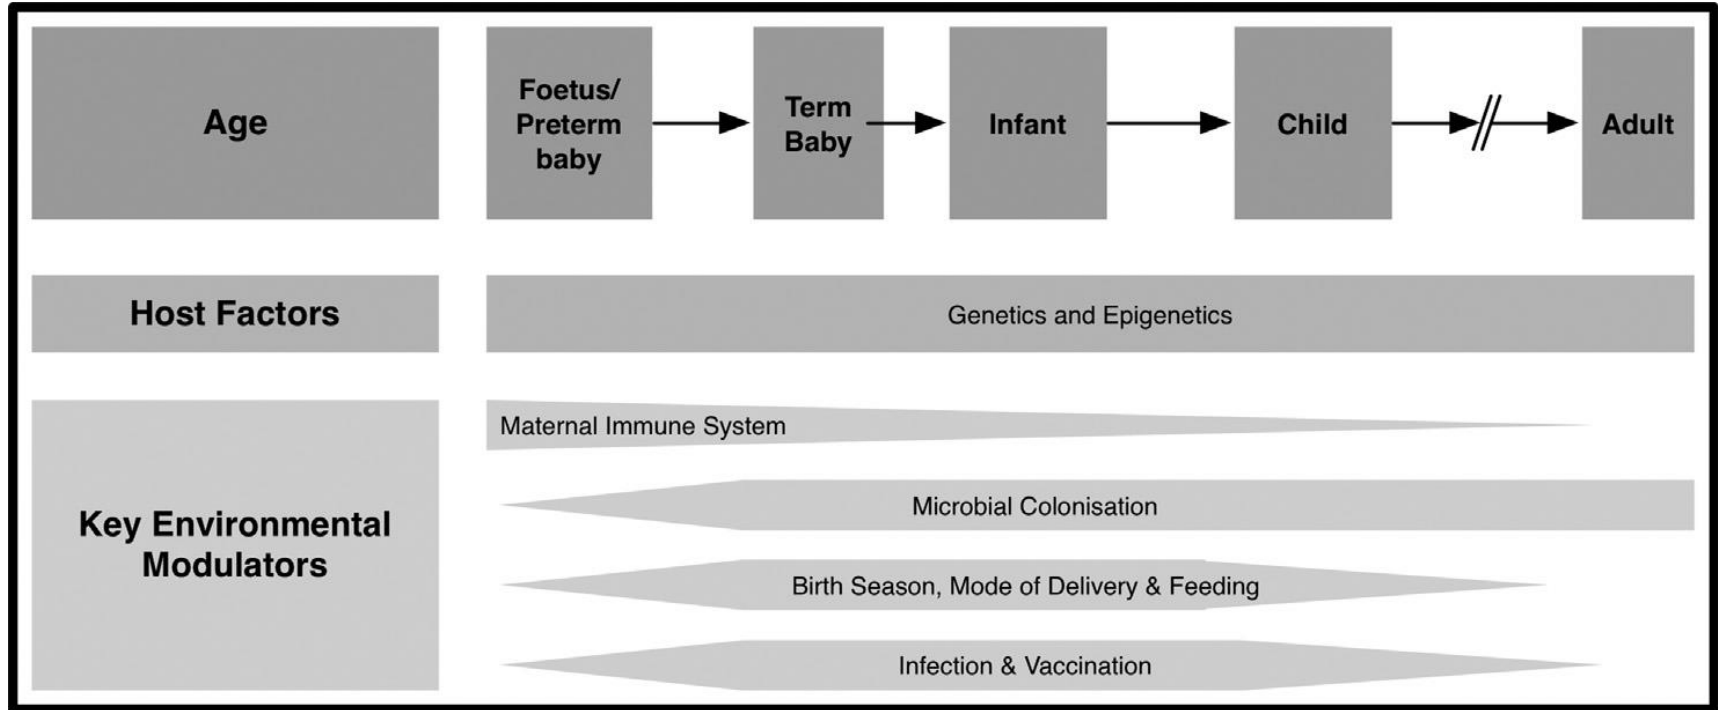 Age
Foetus/
Preterm
baby
Term
Baby
Infant
Child
Adult
Host Factors
Genetics and Epigenetics
Key Environmental
Modulators
Maternal Immune System
Microbial Colonisation
Birth Season, Mode of Delivery & Feeding
Infection & Vaccination